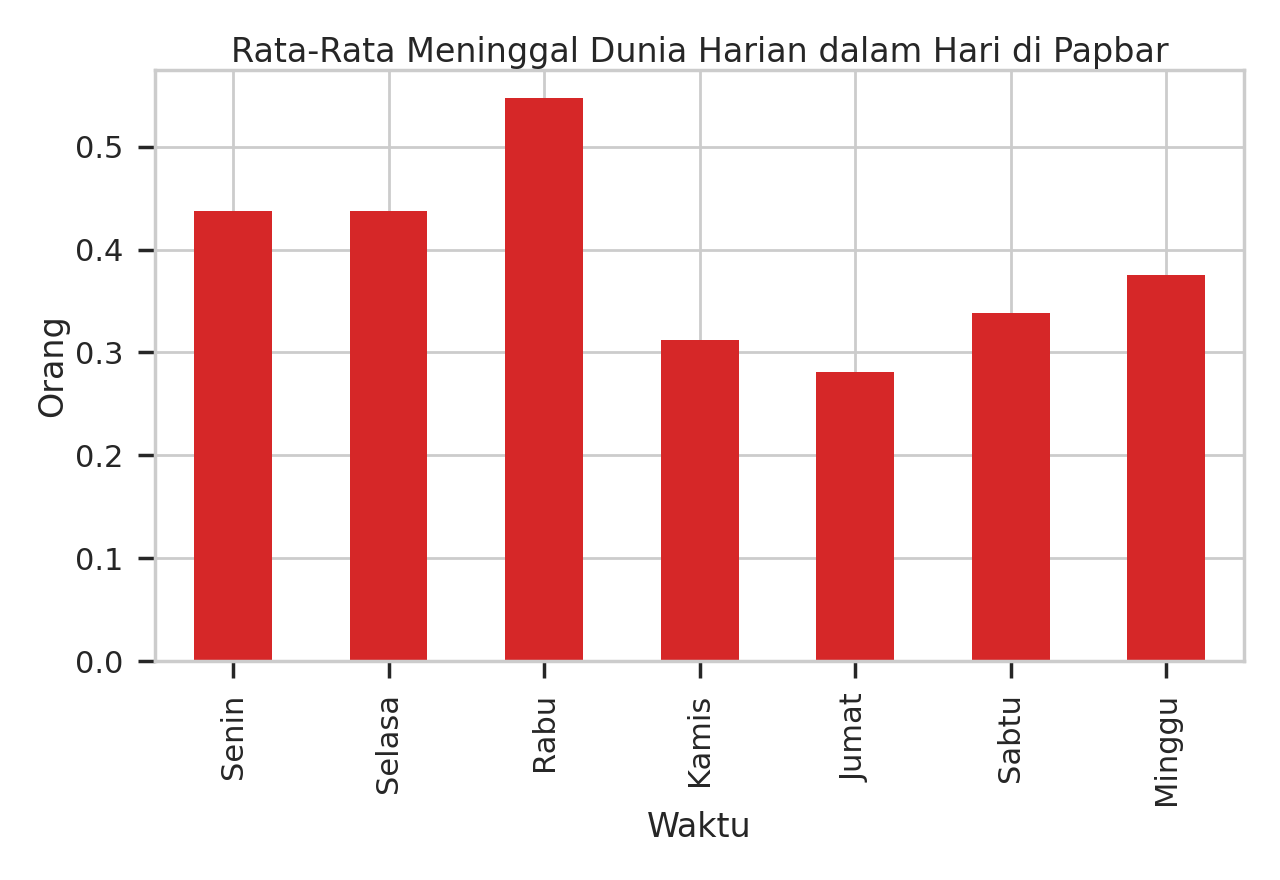 Rata-Rata Meninggal Dunia Harian dalam Hari di Papbar
Orang
0.5
0.4
0.3
0.2
0.1
0.0
Senin
Selasa
Rabu
Kamis
Jumat
Sabtu
Minggu
Waktu